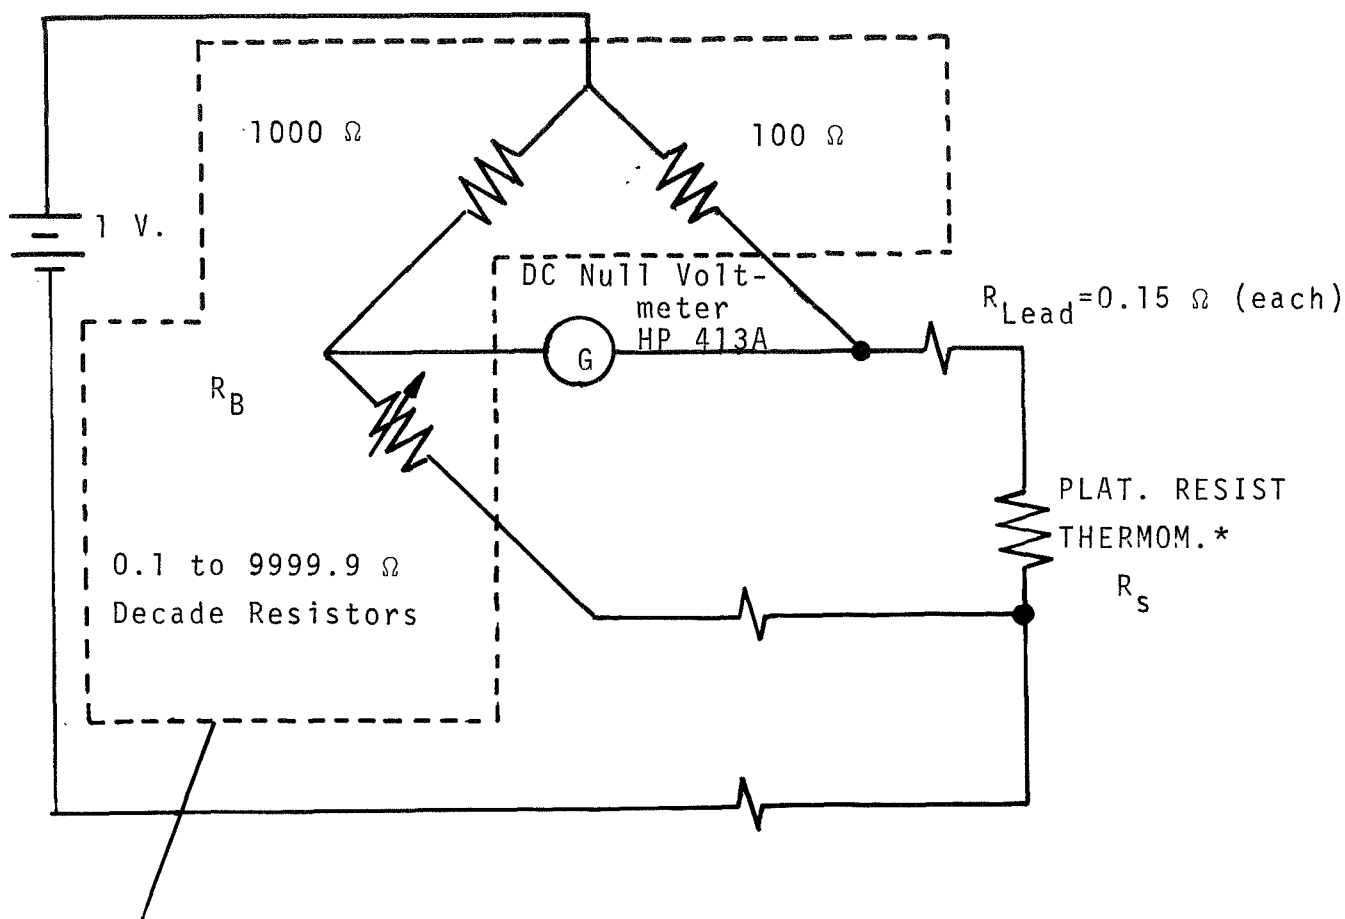 1000 Ω
100 Ω
1 V.
DC Null Volt-
meter
HP 413A
G
R_Lead=0.15 Ω (each)
R_B
PLAT. RESIST
THERMOM.*
R_s
0.1 to 9999.9 Ω
Decade Resistors